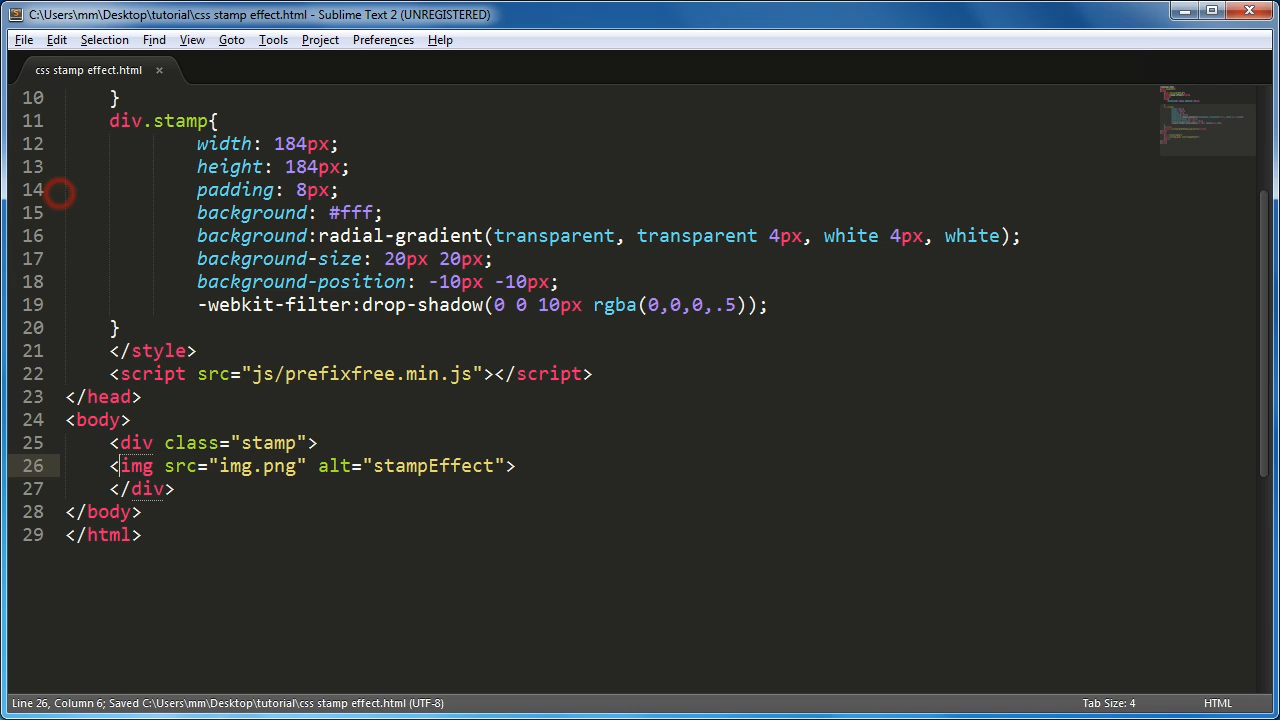 C:\Users\mm\Desktop\tutorial\css stamp effect.html - Sublime Text 2 (UNREGISTERED)
File Edit Selection Find View Goto Tools Project Preferences Help
css stamp effect.html ×
10 }
11 div.stamp{
12 width: 184px;
13 height: 184px;
14 padding: 8px;
15 background: #fff;
16 background:radial-gradient(transparent, transparent 4px, white 4px, white);
17 background-size: 20px 20px;
18 background-position: -10px -10px;
19 -webkit-filter:drop-shadow(0 0 10px rgba(0,0,0,.5));
20 }
21 </style>
22 <script src="js/prefixfree.min.js"></script>
23 </head>
24 <body>
25 <div class="stamp">
26 <img src="img.png" alt="stampEffect">
27 </div>
28 </body>
29 </html>
Line 26, Column 6; Saved C:\Users\mm\Desktop\tutorial\css stamp effect.html (UTF-8) Tab Size: 4 HTML